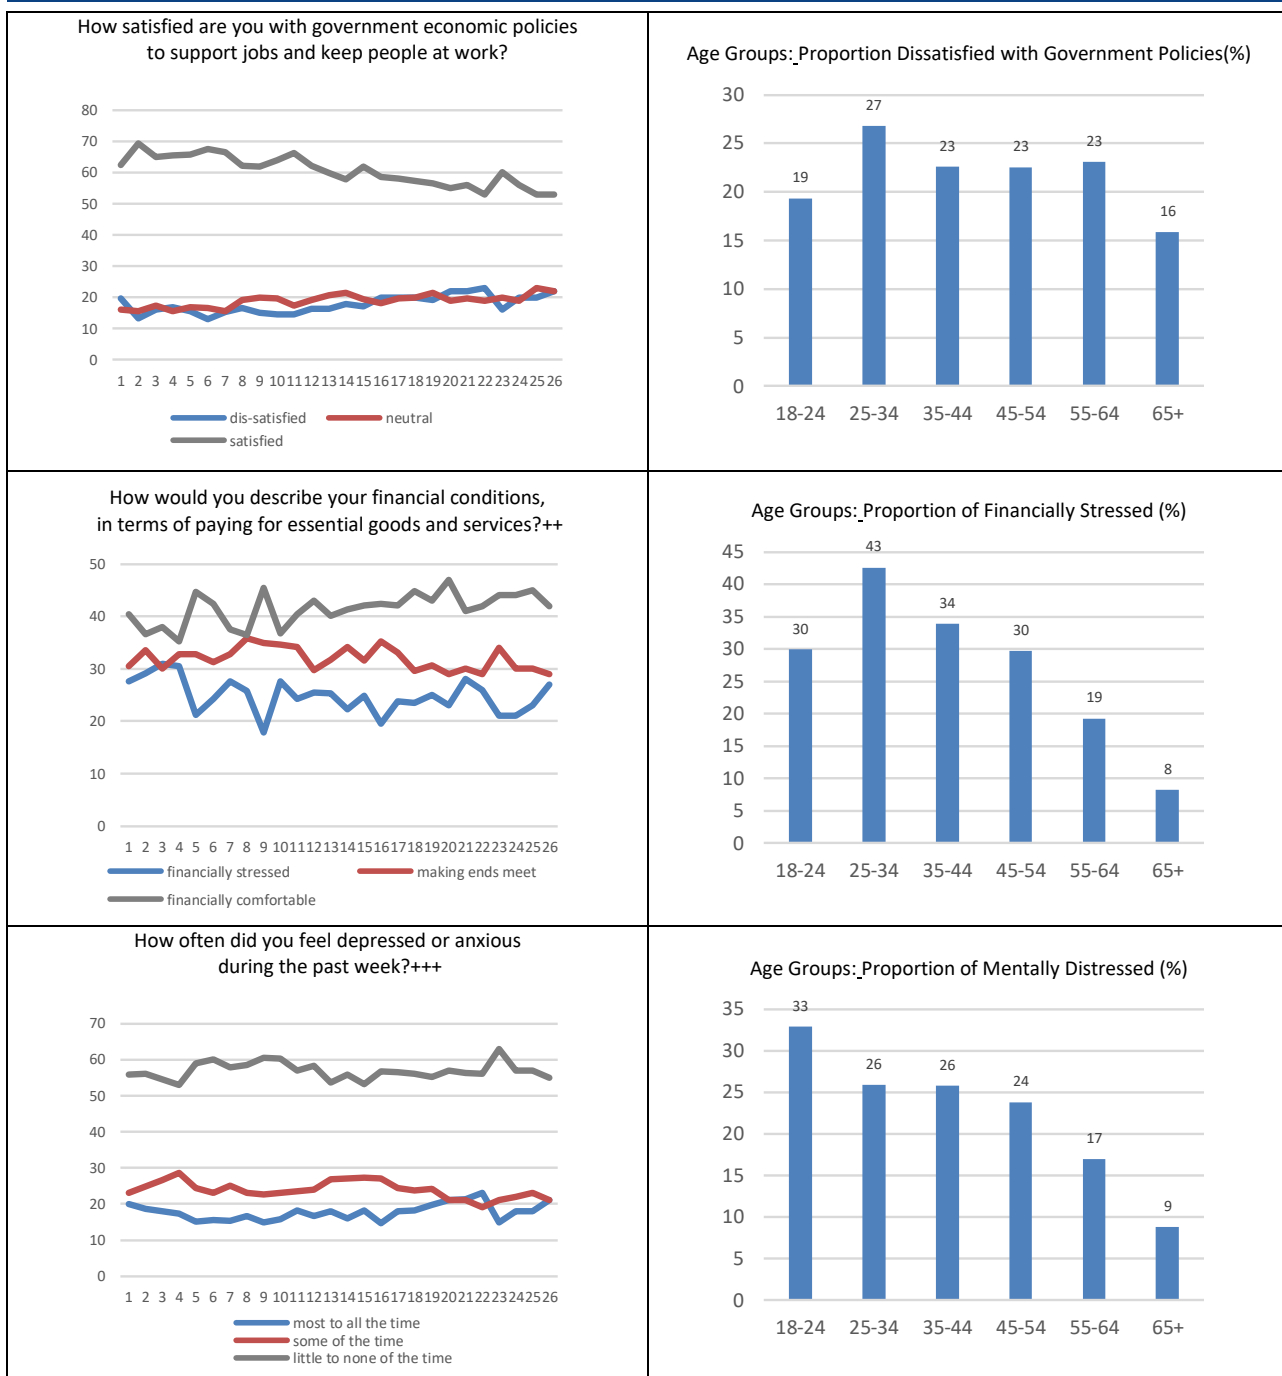 How satisfied are you with government economic policies
to support jobs and keep people at work?
80
70
60
50
40
30
20
10
0
1 2 3 4 5 6 7 8 9 10 11 12 13 14 15 16 17 18 19 20 21 22 23 24 25 26
dis-satisfied neutral
satisfied
Age Groups: Proportion Dissatisfied with Government Policies(%)
30
25
20
15
10
5
0
19 27 23 23 23 16
18-24 25-34 35-44 45-54 55-64 65+
How would you describe your financial conditions,
in terms of paying for essential goods and services?++
50
40
30
20
10
0
1 2 3 4 5 6 7 8 9 10 11 12 13 14 15 16 17 18 19 20 21 22 23 24 25 26
financially stressed making ends meet
financially comfortable
Age Groups: Proportion of Financially Stressed (%)
45
40
35
30
25
20
15
10
5
0
30 43 34 30 19 8
18-24 25-34 35-44 45-54 55-64 65+
How often did you feel depressed or anxious
during the past week?+++
70
60
50
40
30
20
10
0
1 2 3 4 5 6 7 8 9 10 11 12 13 14 15 16 17 18 19 20 21 22 23 24 25 26
most to all the time
some of the time
little to none of the time
Age Groups: Proportion of Mentally Distressed (%)
35
30
25
20
15
10
5
0
33 26 26 24 17 9
18-24 25-34 35-44 45-54 55-64 65+